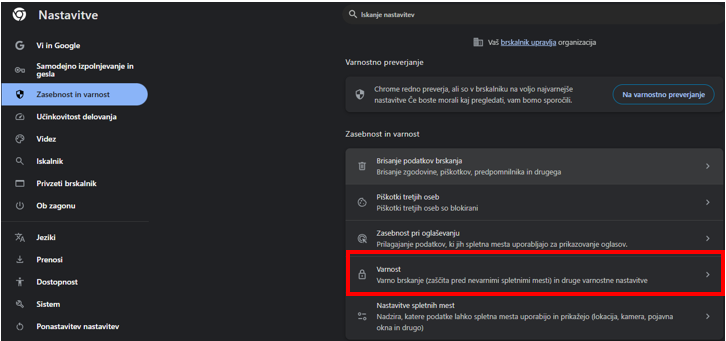 Nastavitve
Iskanje nastavitev
Vaš brskalnik upravlja organizacija
Vi in Google
Samodejno izpolnjevanje in
gesla
Zasebnost in varnost
Učinkovitost delovanja
Videz
Iskalnik
Privzeti brskalnik
Ob zagonu
Jeziki
Prenosi
Dostopnost
Sistem
Ponastavitev nastavitev
Varnostno preverjanje
Chrome redno preverja, ali so v brskalniku na voljo najvarnejše
nastavitve Če boste morali kaj pregledati, vam bomo sporočili.
Na varnostno preverjanje
Zasebnost in varnost
Brisanje podatkov brskanja
Brisanje zgodovine, piškotkov, predpomnilnika in drugega
Piškotki tretjih oseb
Piškotki tretjih oseb so blokirani
Zasebnost pri oglaševanju
Prilagajanje podatkov, ki jih spletna mesta uporabljajo za prikazovanje oglasov.
Varnost
Varno brskanje (zaščita pred nevarnimi spletnimi mesti) in druge varnostne nastavitve
Nastavitve spletnih mest
Nadzira, katere podatke lahko spletna mesta uporabijo in prikažejo (lokacija, kamera, pojavna
okna in drugo)